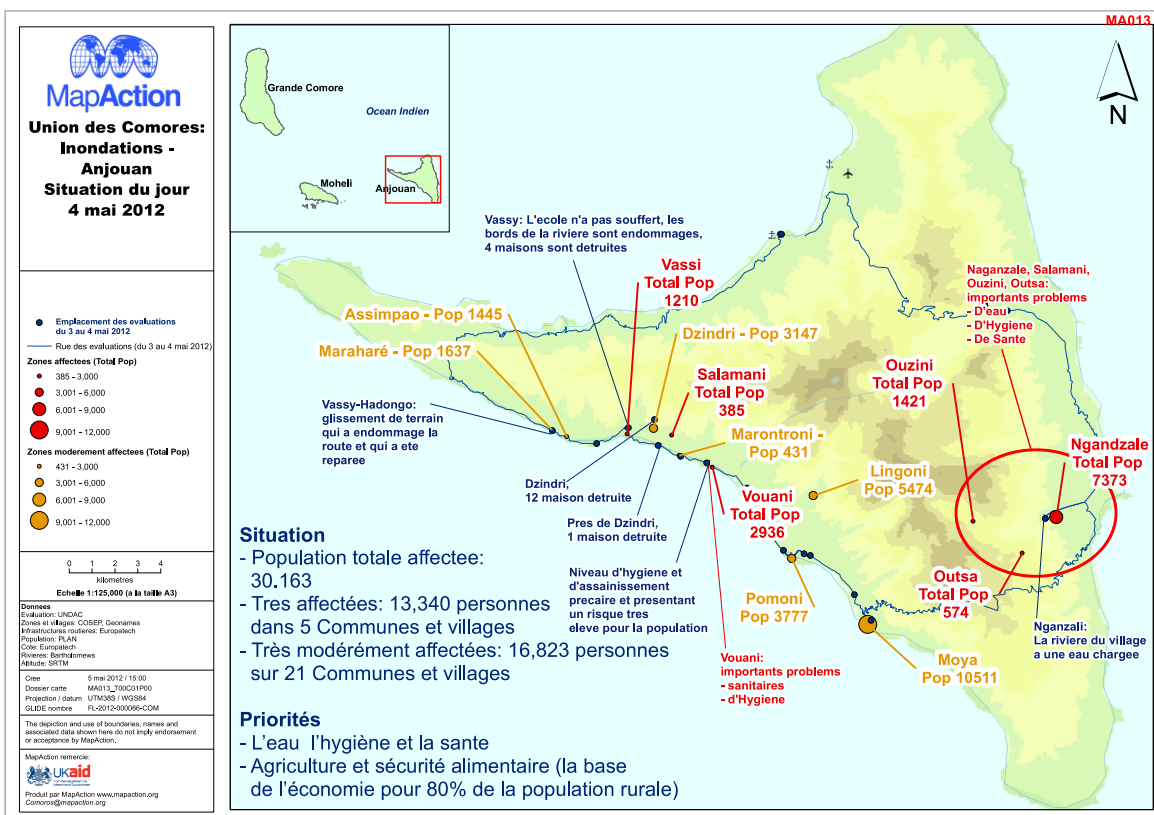 MA013
MapAction
Union des Comores:
Inondations -
Anjouan
Situation du jour
4 mai 2012
Emplacement des evaluations
du 3 au 4 mai 2012
Rue des evaluations (du 3 au 4 mai 2012)
Zones affectees (Total Pop)
385 - 3,000
3,001 - 6,000
6,001 - 9,000
9,001 - 12,000
Zones moderement affectees (Total Pop)
431 - 3,000
3,001 - 6,000
6,001 - 9,000
9,001 - 12,000
0 1 2 3 4
kilometres
Echelle 1:125,000 (a la taille A3)
Donnees
Evaluation: UNDAC
Zones et villages: COSEP, Geonames
Infrastructures routieres: Europatech
Population: PLAN
Cote: Europatech
Rivieres: Bartholomews
Altitude: SRTM
Cree 5 mai 2012 / 15:00
Dossier carte MA013_T00C01P00
Projection / datum UTM38S / WGS84
GLIDE nombre FL-2012-000066-COM
The depiction and use of boundaries, names and
associated data shown here do not imply endorsement
or acceptance by MapAction.
MapAction remercie:
UKaid
Produit par MapAction www.mapaction.org
Comoros@mapaction.org
Grande Comore
Ocean Indien
Moheli
Anjouan
N
Vassy: L'ecole n'a pas souffert, les
bords de la riviere sont endommages,
4 maisons sont detruites
Vassi
Total Pop
1210
Naganzale, Salamani,
Ouzini, Outsa:
importants problems
- D'eau
- D'Hygiene
- De Sante
Assimpao - Pop 1445
Maraharé - Pop 1637
Dzindri - Pop 3147
Salamani
Total Pop
385
Ouzini
Total Pop
1421
Vassy-Hadongo:
glissement de terrain
qui a endommage la
route et qui a ete
reparee
Marontroni -
Pop 431
Ngandzale
Total Pop
7373
Lingoni
Pop 5474
Dzindri,
12 maison detruite
Vouani
Total Pop
2936
Pres de Dzindri,
1 maison detruite
Niveau d'hygiene et
d'assainissement
precaire et presentant
un risque tres
eleve pour la population
Pomoni
Pop 3777
Outsa
Total Pop
574
Nganzali:
La riviere du village
a une eau chargee
Vouani:
importants problems
- sanitaires
- d'Hygiene
Moya
Pop 10511
Situation
- Population totale affectee:
30.163
- Tres affectées: 13,340 personnes
dans 5 Communes et villages
- Très modérément affectées: 16,823 personnes
sur 21 Communes et villages
Priorités
- L'eau l'hygiène et la sante
- Agriculture et sécurité alimentaire (la base
de l'économie pour 80% de la population rurale)